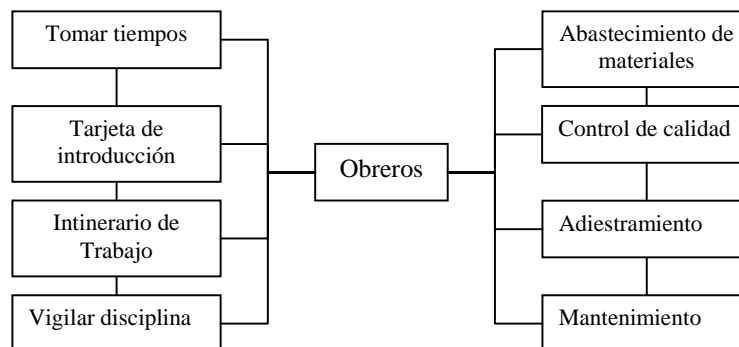 Tomar tiempos
Tarjeta de
introducción
Intinerario de
Trabajo
Vigilar disciplina
Obreros
Abastecimiento de
materiales
Control de calidad
Adiestramiento
Mantenimiento